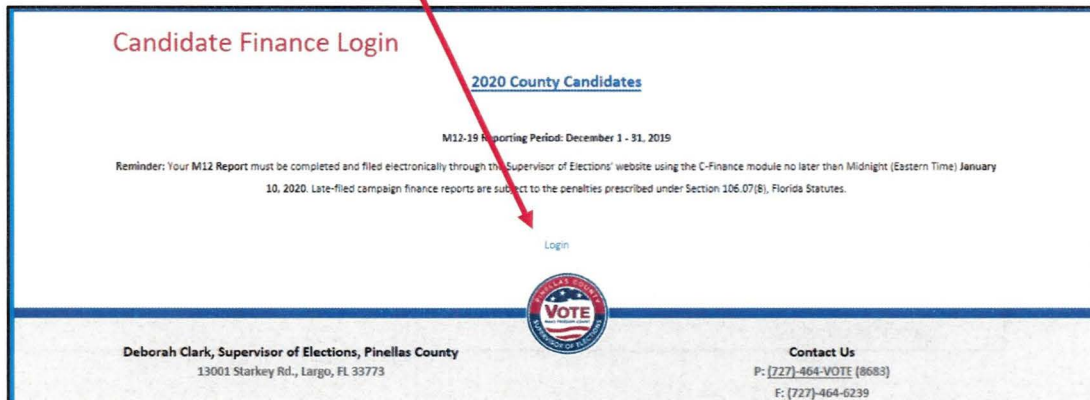 Candidate Finance Login
2020 County Candidates
M12-19 Reporting Period: December 1 - 31, 2019
Reminder: Your M12 Report must be completed and filed electronically through the Supervisor of Elections' website using the C-Finance module no later than Midnight (Eastern Time) January
10, 2020. Late-filed campaign finance reports are subject to the penalties prescribed under Section 106.07(8), Florida Statutes.
Login
PINELLAS COUNTY
VOTE
SUPERVISOR OF ELECTIONS
Deborah Clark, Supervisor of Elections, Pinellas County
13001 Starkey Rd., Largo, FL 33773
Contact Us
P: (727)-464-VOTE (8683)
F: (727)-464-6239